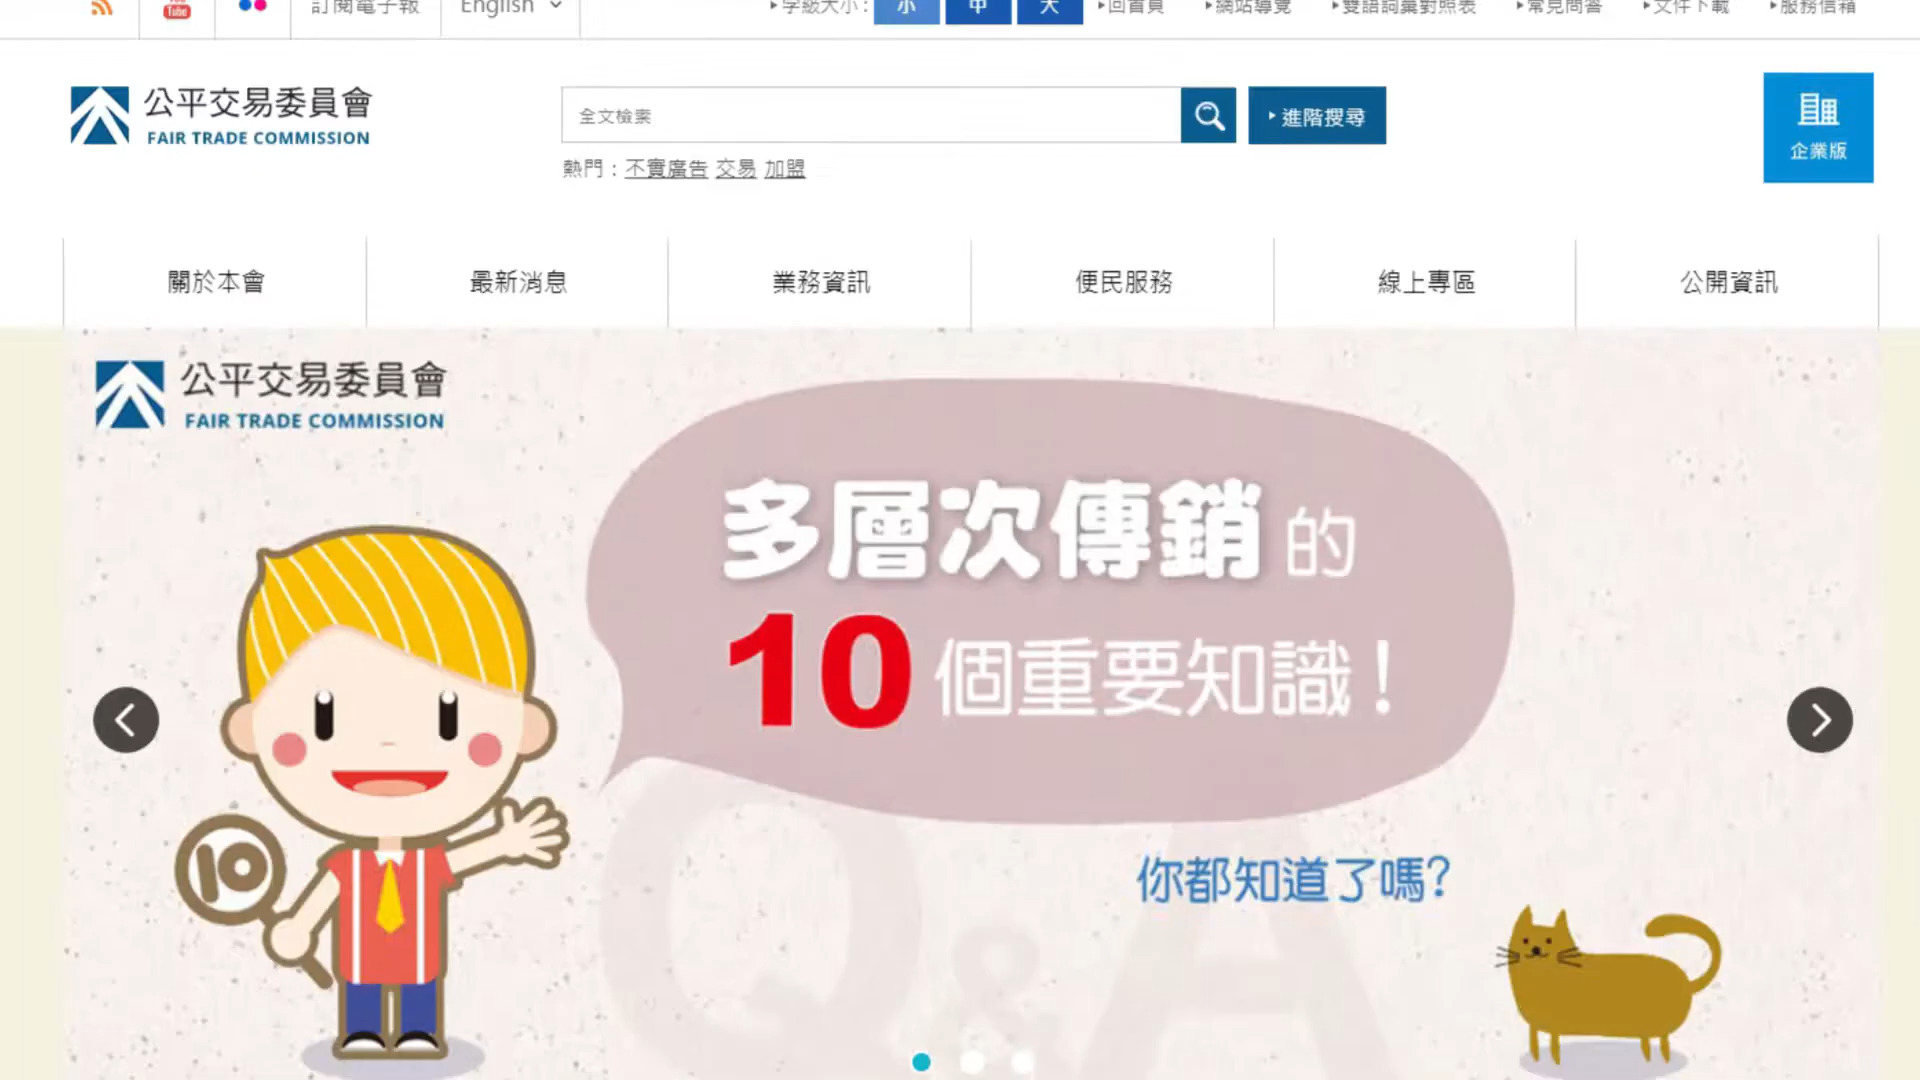 訂閱電子報 English ▸字級大小: 小 中 大 ▸回首頁 ▸網站導覽 ▸雙語詞彙對照表 ▸常見問答 ▸文件下載 ▸服務信箱
You Tube
公平交易委員會
FAIR TRADE COMMISSION
全文檢索
▸進階搜尋
熱門：不實廣告 交易 加盟
企業版
關於本會 最新消息 業務資訊 便民服務 線上專區 公開資訊
公平交易委員會
FAIR TRADE COMMISSION
多層次傳銷的
10個重要知識！
10
你都知道了嗎?
Q&A